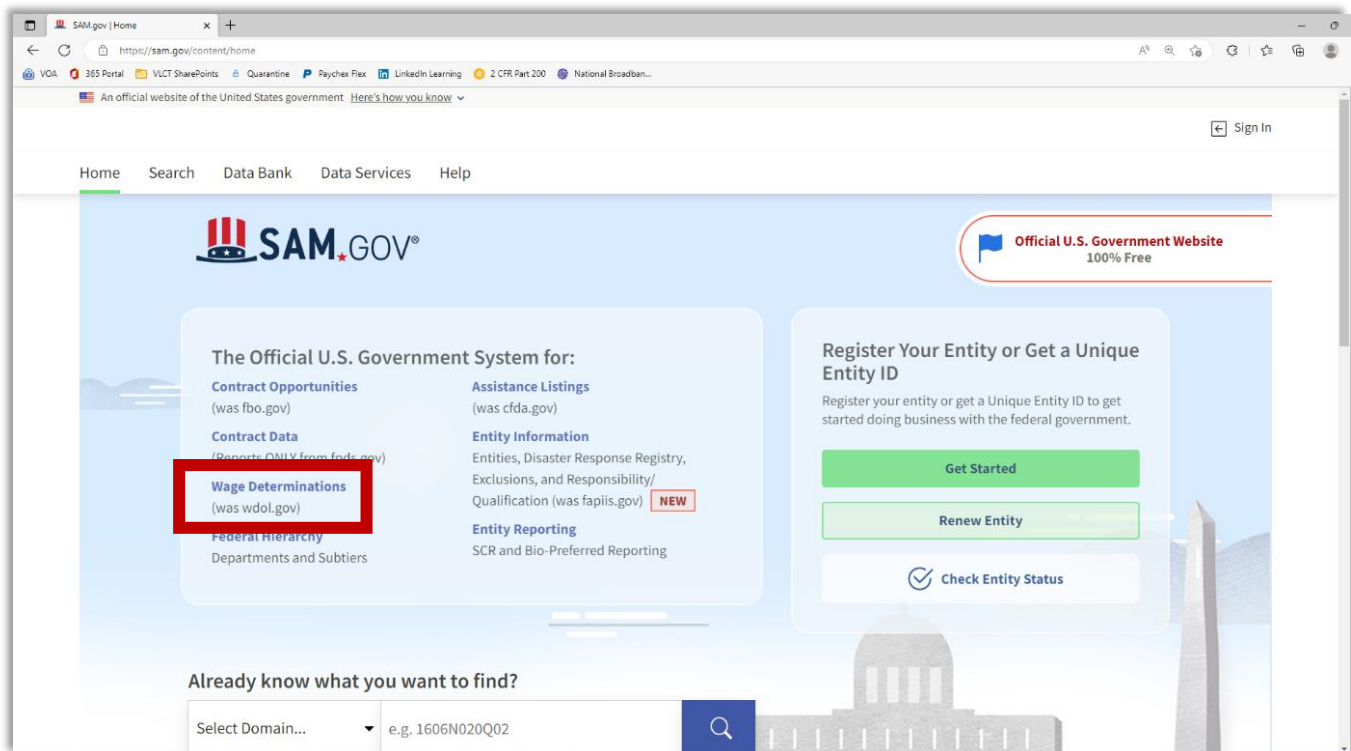 SAM.gov | Home
https://sam.gov/content/home
VOA 365 Portal VLCT SharePoints Quarantine Paychex Flex LinkedIn Learning 2 CFR Part 200 National Broadban...
An official website of the United States government Here's how you know
Sign In
Home Search Data Bank Data Services Help
SAM.GOV®
Official U.S. Government Website
100% Free
The Official U.S. Government System for:
Contract Opportunities
(was fbo.gov)
Contract Data
(Reports ONLY from fpds.gov)
Wage Determinations
(was wdol.gov)
Federal Hierarchy
Departments and Subtiers
Assistance Listings
(was cfda.gov)
Entity Information
Entities, Disaster Response Registry,
Exclusions, and Responsibility/
Qualification (was fapiis.gov) NEW
Entity Reporting
SCR and Bio-Preferred Reporting
Register Your Entity or Get a Unique
Entity ID
Register your entity or get a Unique Entity ID to get
started doing business with the federal government.
Get Started
Renew Entity
Check Entity Status
Already know what you want to find?
Select Domain... e.g. 1606N020Q02